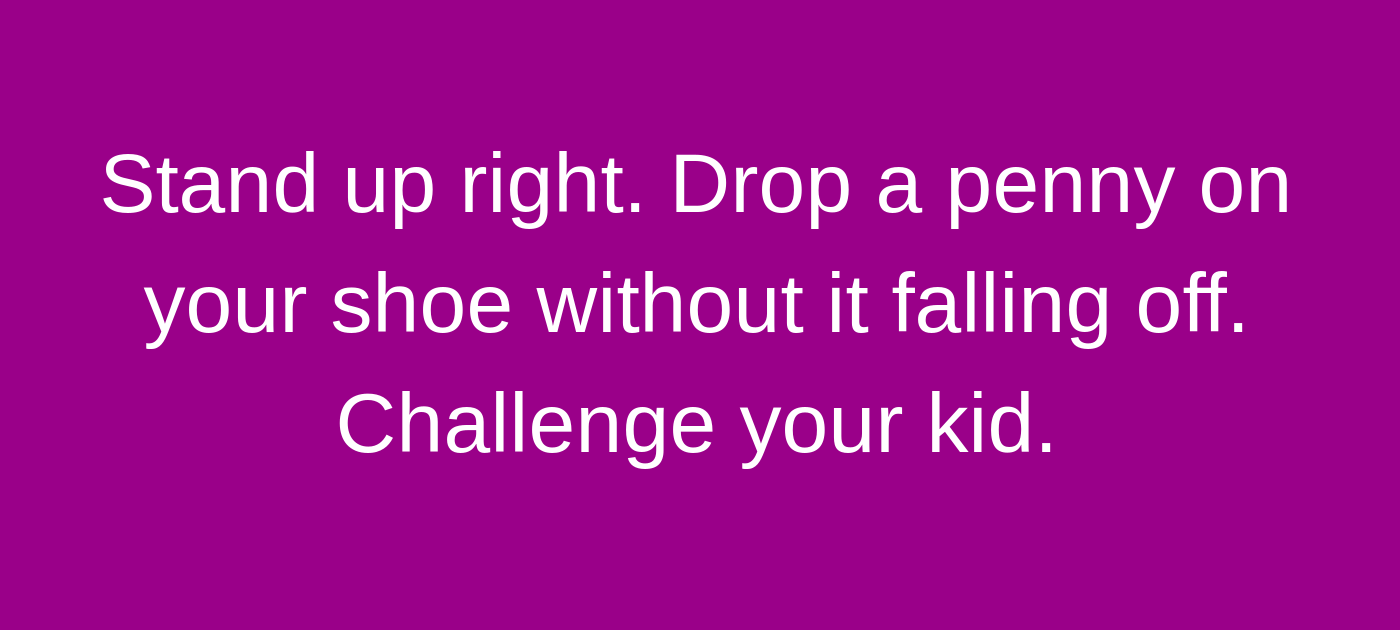 Stand up right. Drop a penny on
your shoe without it falling off.
Challenge your kid.